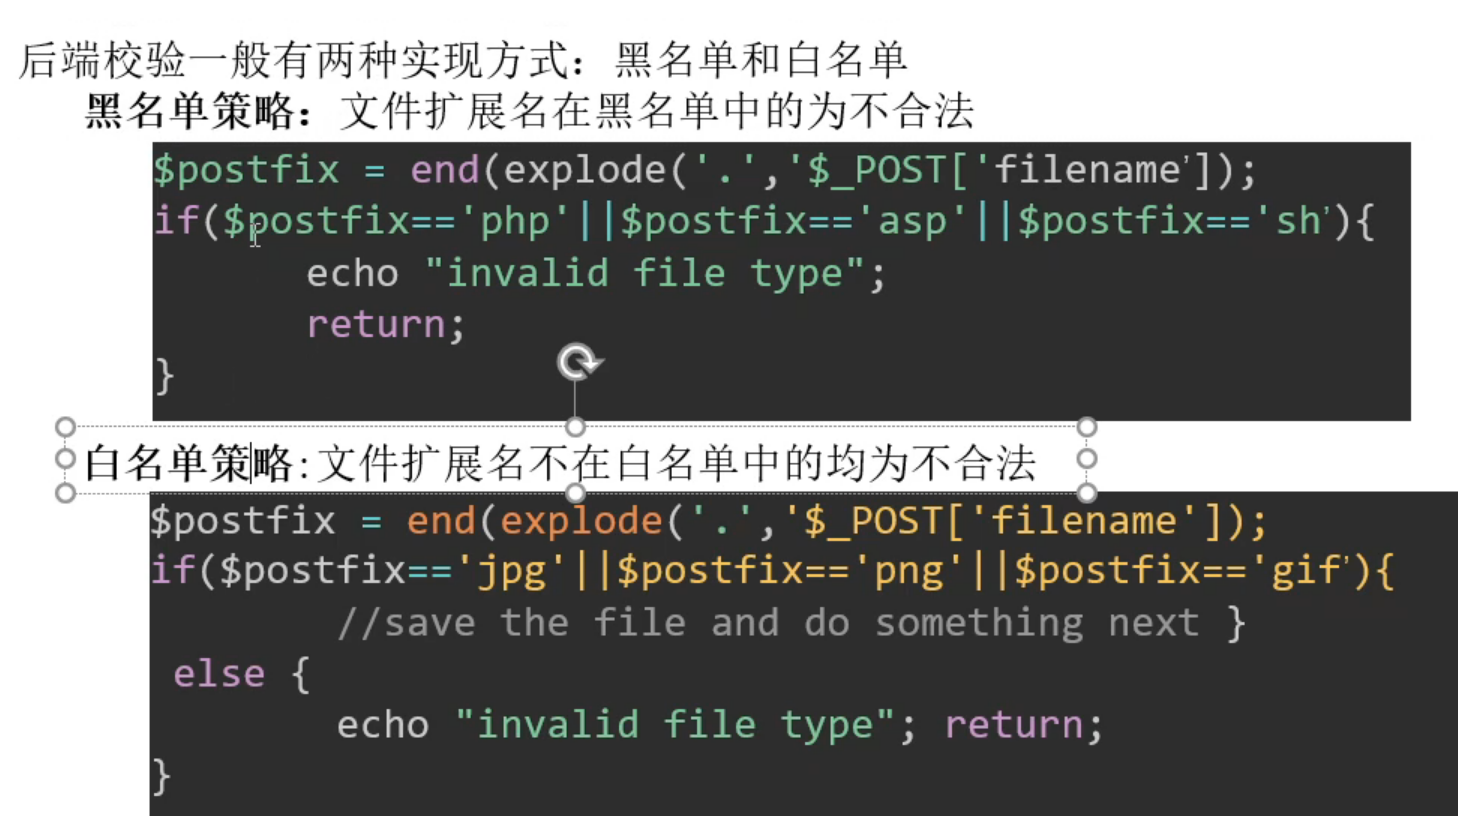 后端校验一般有两种实现方式：黑名单和白名单
黑名单策略：文件扩展名在黑名单中的为不合法
$postfix = end(explode('.','$_POST['filename’]);
if($postfix=='php'||$postfix=='asp'||$postfix=='sh’){
echo "invalid file type";
return;
}
白名单策略:文件扩展名不在白名单中的均为不合法
$postfix = end(explode('.','$_POST['filename']);
if($postfix=='jpg'||$postfix=='png'||$postfix=='gif’){
//save the file and do something next }
else {
echo "invalid file type"; return;
}